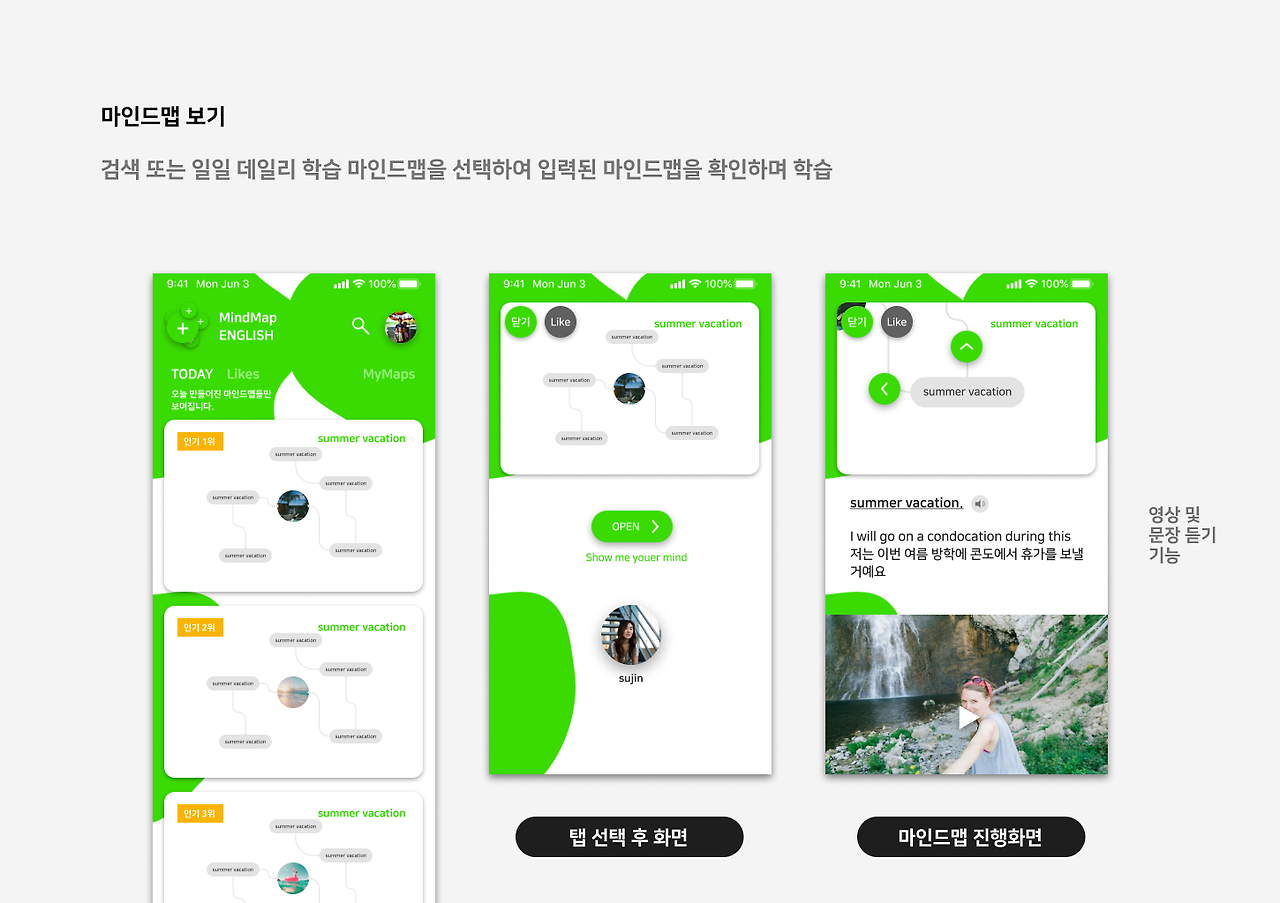 마인드맵 보기
검색 또는 일일 데일리 학습 마인드맵을 선택하여 입력된 마인드맵을 확인하며 학습
9:41 Mon Jun 3 100%
MindMap
ENGLISH
TODAY Likes MyMaps
오늘 만들어진 마인드맵들만
보여집니다.
인기 1위
summer vacation
summer vacation
summer vacation
summer vacation
summer vacation
summer vacation
인기 2위
summer vacation
summer vacation
summer vacation
summer vacation
summer vacation
summer vacation
인기 3위
summer vacation
summer vacation
summer vacation
summer vacation
9:41 Mon Jun 3 100%
닫기 Like
summer vacation
summer vacation
summer vacation
summer vacation
summer vacation
summer vacation
OPEN
Show me youer mind
sujin
탭 선택 후 화면
9:41 Mon Jun 3 100%
닫기 Like
summer vacation
summer vacation
summer vacation.
I will go on a condocation during this
저는 이번 여름 방학에 콘도에서 휴가를 보낼
거예요
마인드맵 진행화면
영상 및
문장 듣기
기능